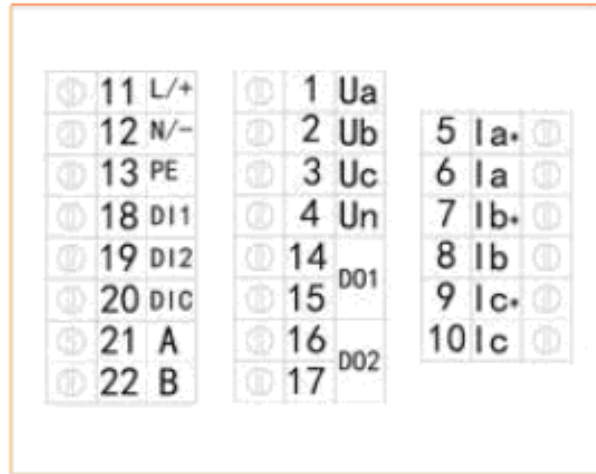 11 L/+
12 N/-
13 PE
18 DI1
19 DI2
20 DIC
21 A
22 B
1 Ua
2 Ub
3 Uc
4 Un
14
DO1
15
16
DO2
17
5 Ia*
6 Ia
7 Ib*
8 Ib
9 Ic*
10 Ic